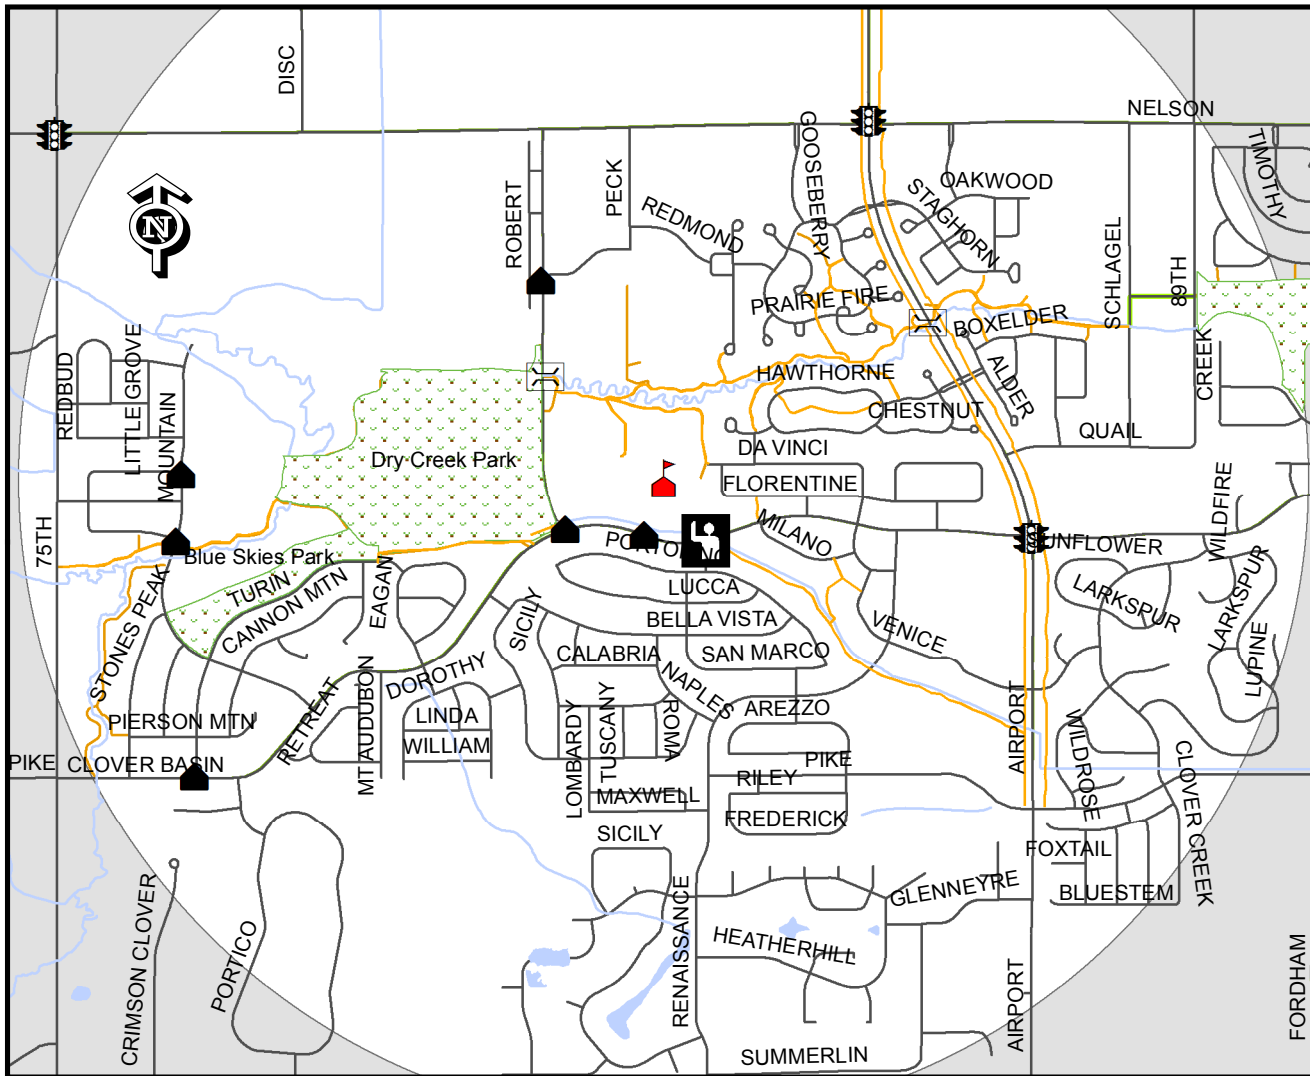 DISC
NELSON
TIMOTHY
GOOSEBERRY
PECK
ROBERT
OAKWOOD
STAGHORN
REDMOND
N
SCHLAGEL
89TH
PRAIRIE FIRE
BOXELDER
LITTLE GROVE
REDBUD
CREEK
HAWTHORNE
ALDER
CHESTNUT
MOUNTAIN
QUAIL
DA VINCI
Dry Creek Park
FLORENTINE
WILDFIRE
75TH
MILANO
UNFLOWER
Blue Skies Park
TURIN
CANNON MTN
EAGAN
LUCCA
LARKSPUR
LARKSPUR
STONES PEAK
SICILY
BELLA VISTA
VENICE
CALABRIA
SAN MARCO
LUPINE
DOROTHY
NAPLES
RETREAT
MT AUDUBON
PIERSON MTN
LINDA
LOMBARDY
TUSCANY
ROMA
AREZZO
AIRPORT
WILDROSE
WILLIAM
PIKE
CLOVER BASIN
PIKE
RILEY
CLOVER CREEK
MAXWELL
FREDERICK
SICILY
FOXTAIL
GLENNEYRE
BLUESTEM
CRIMSON CLOVER
PORTICO
RENAISSANCE
HEATHERHILL
AIRPORT
FORDHAM
SUMMERLIN